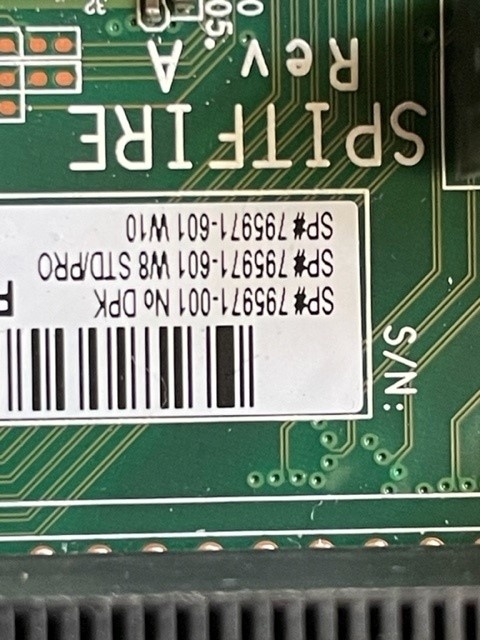 S/N:
SP# 795971-001 No DPK
SP# 795971-601 W8 STD/PRO
SP# 795971-601 W10
SPITFIRE
Rev A